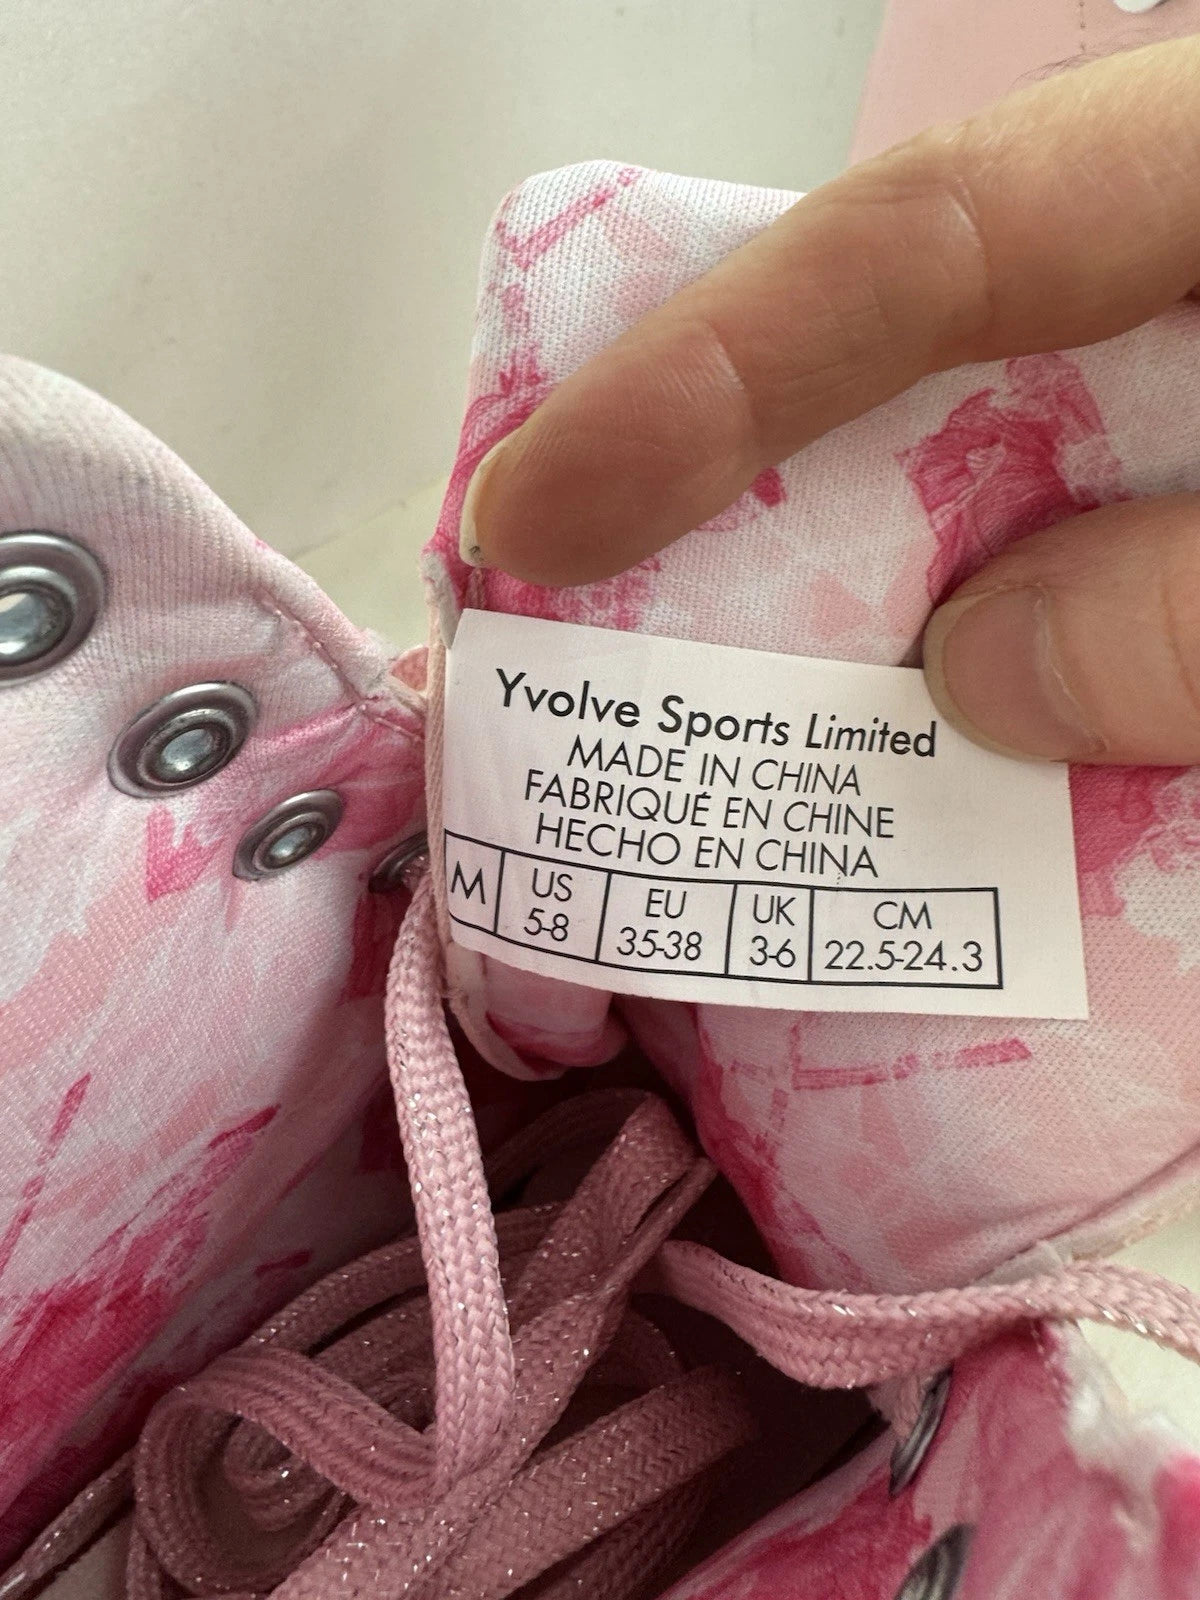 Yvolve Sports Limited
MADE IN CHINA
FABRIQUÉ EN CHINE
HECHO EN CHINA
M US 5-8 EU 35-38 UK 3-6 CM 22.5-24.3